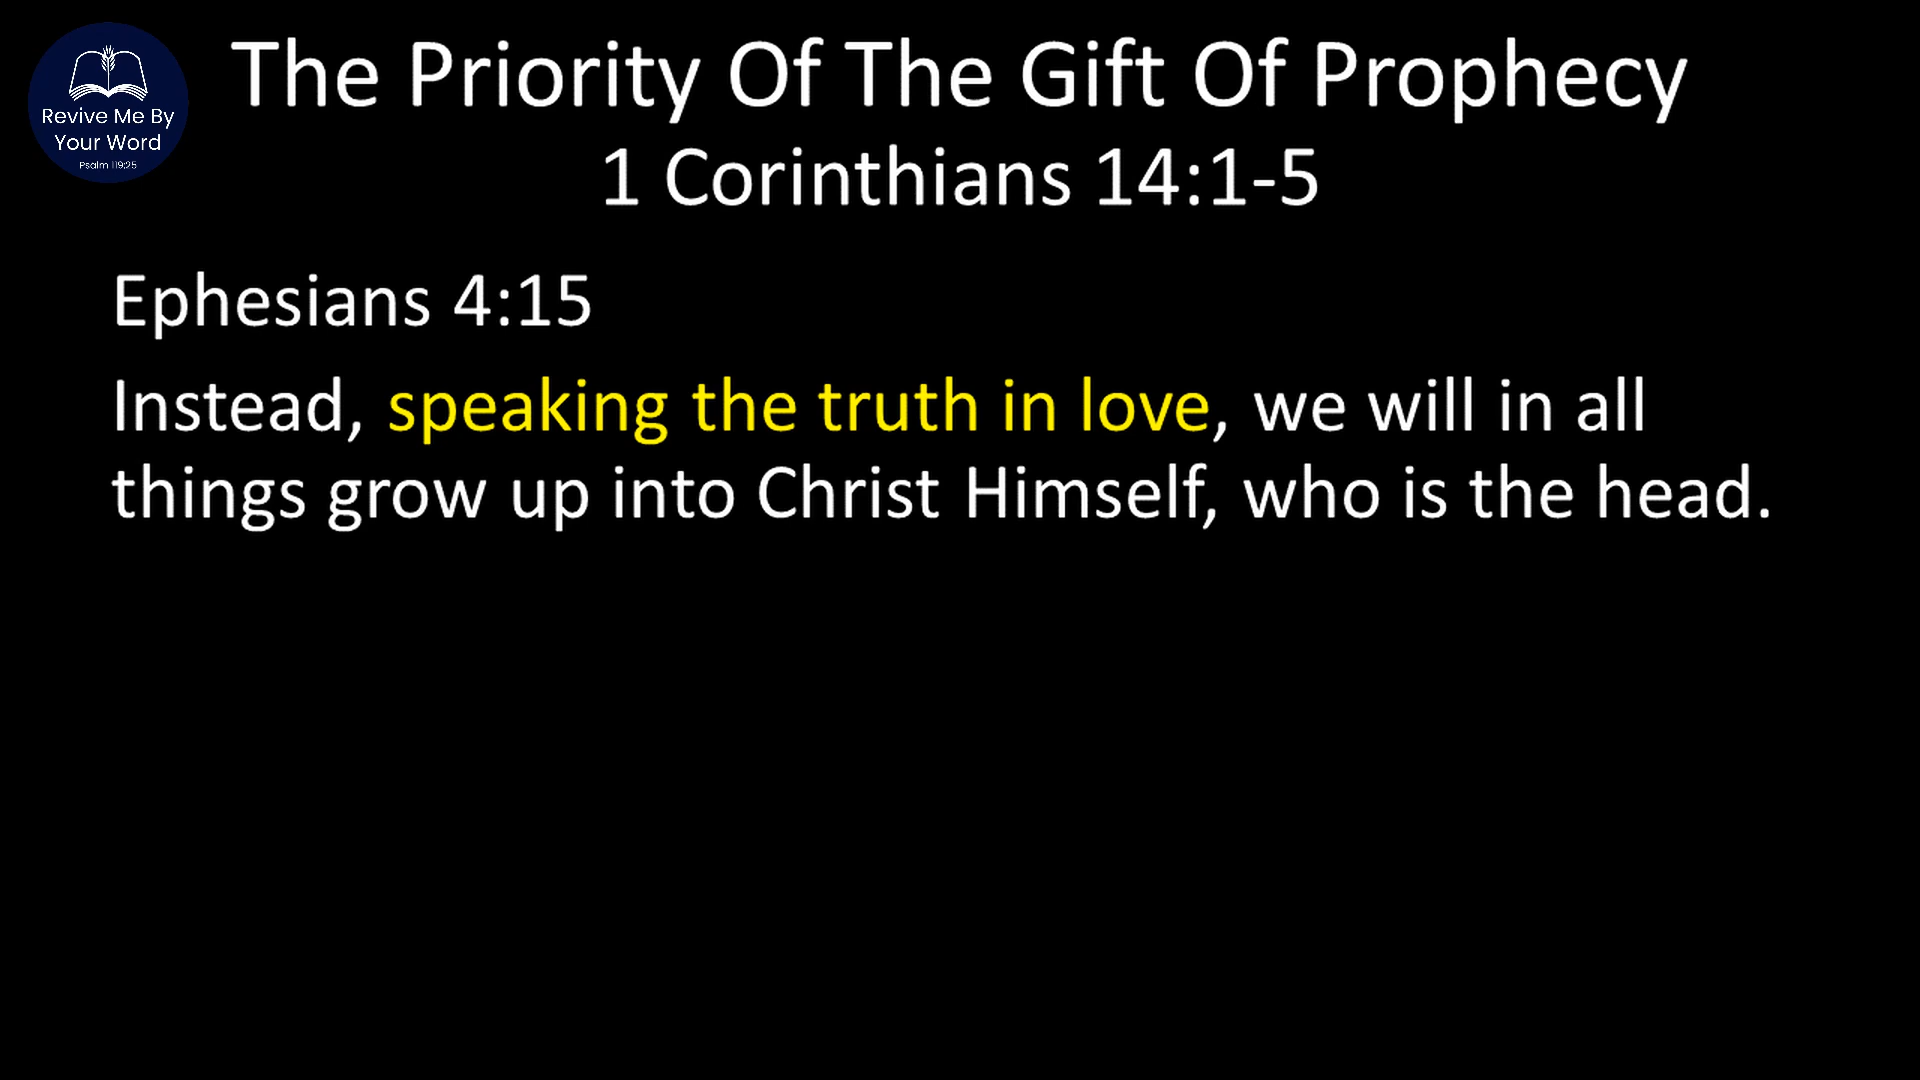 Revive Me By
Your Word
Psalm 119:25
The Priority Of The Gift Of Prophecy
1 Corinthians 14:1-5
Ephesians 4:15
Instead, speaking the truth in love, we will in all
things grow up into Christ Himself, who is the head.